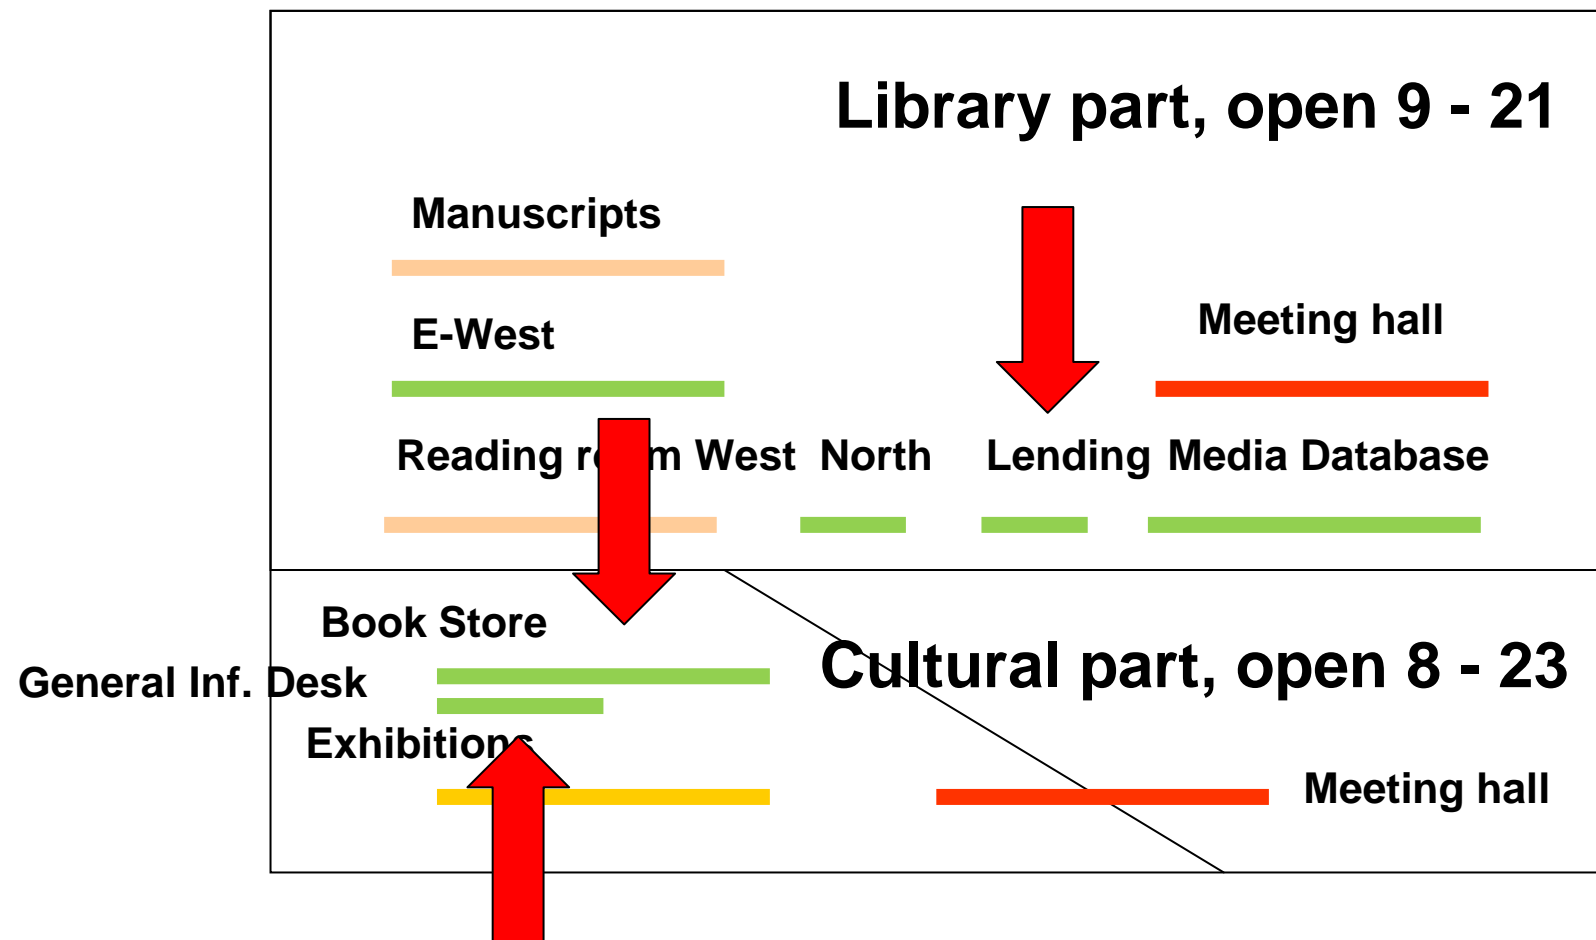 Library part, open 9 - 21
Manuscripts
Meeting hall
E-West
Reading room West
North
Lending
Media Database
Book Store
Cultural part, open 8 - 23
General Inf. Desk
Exhibitions
Meeting hall